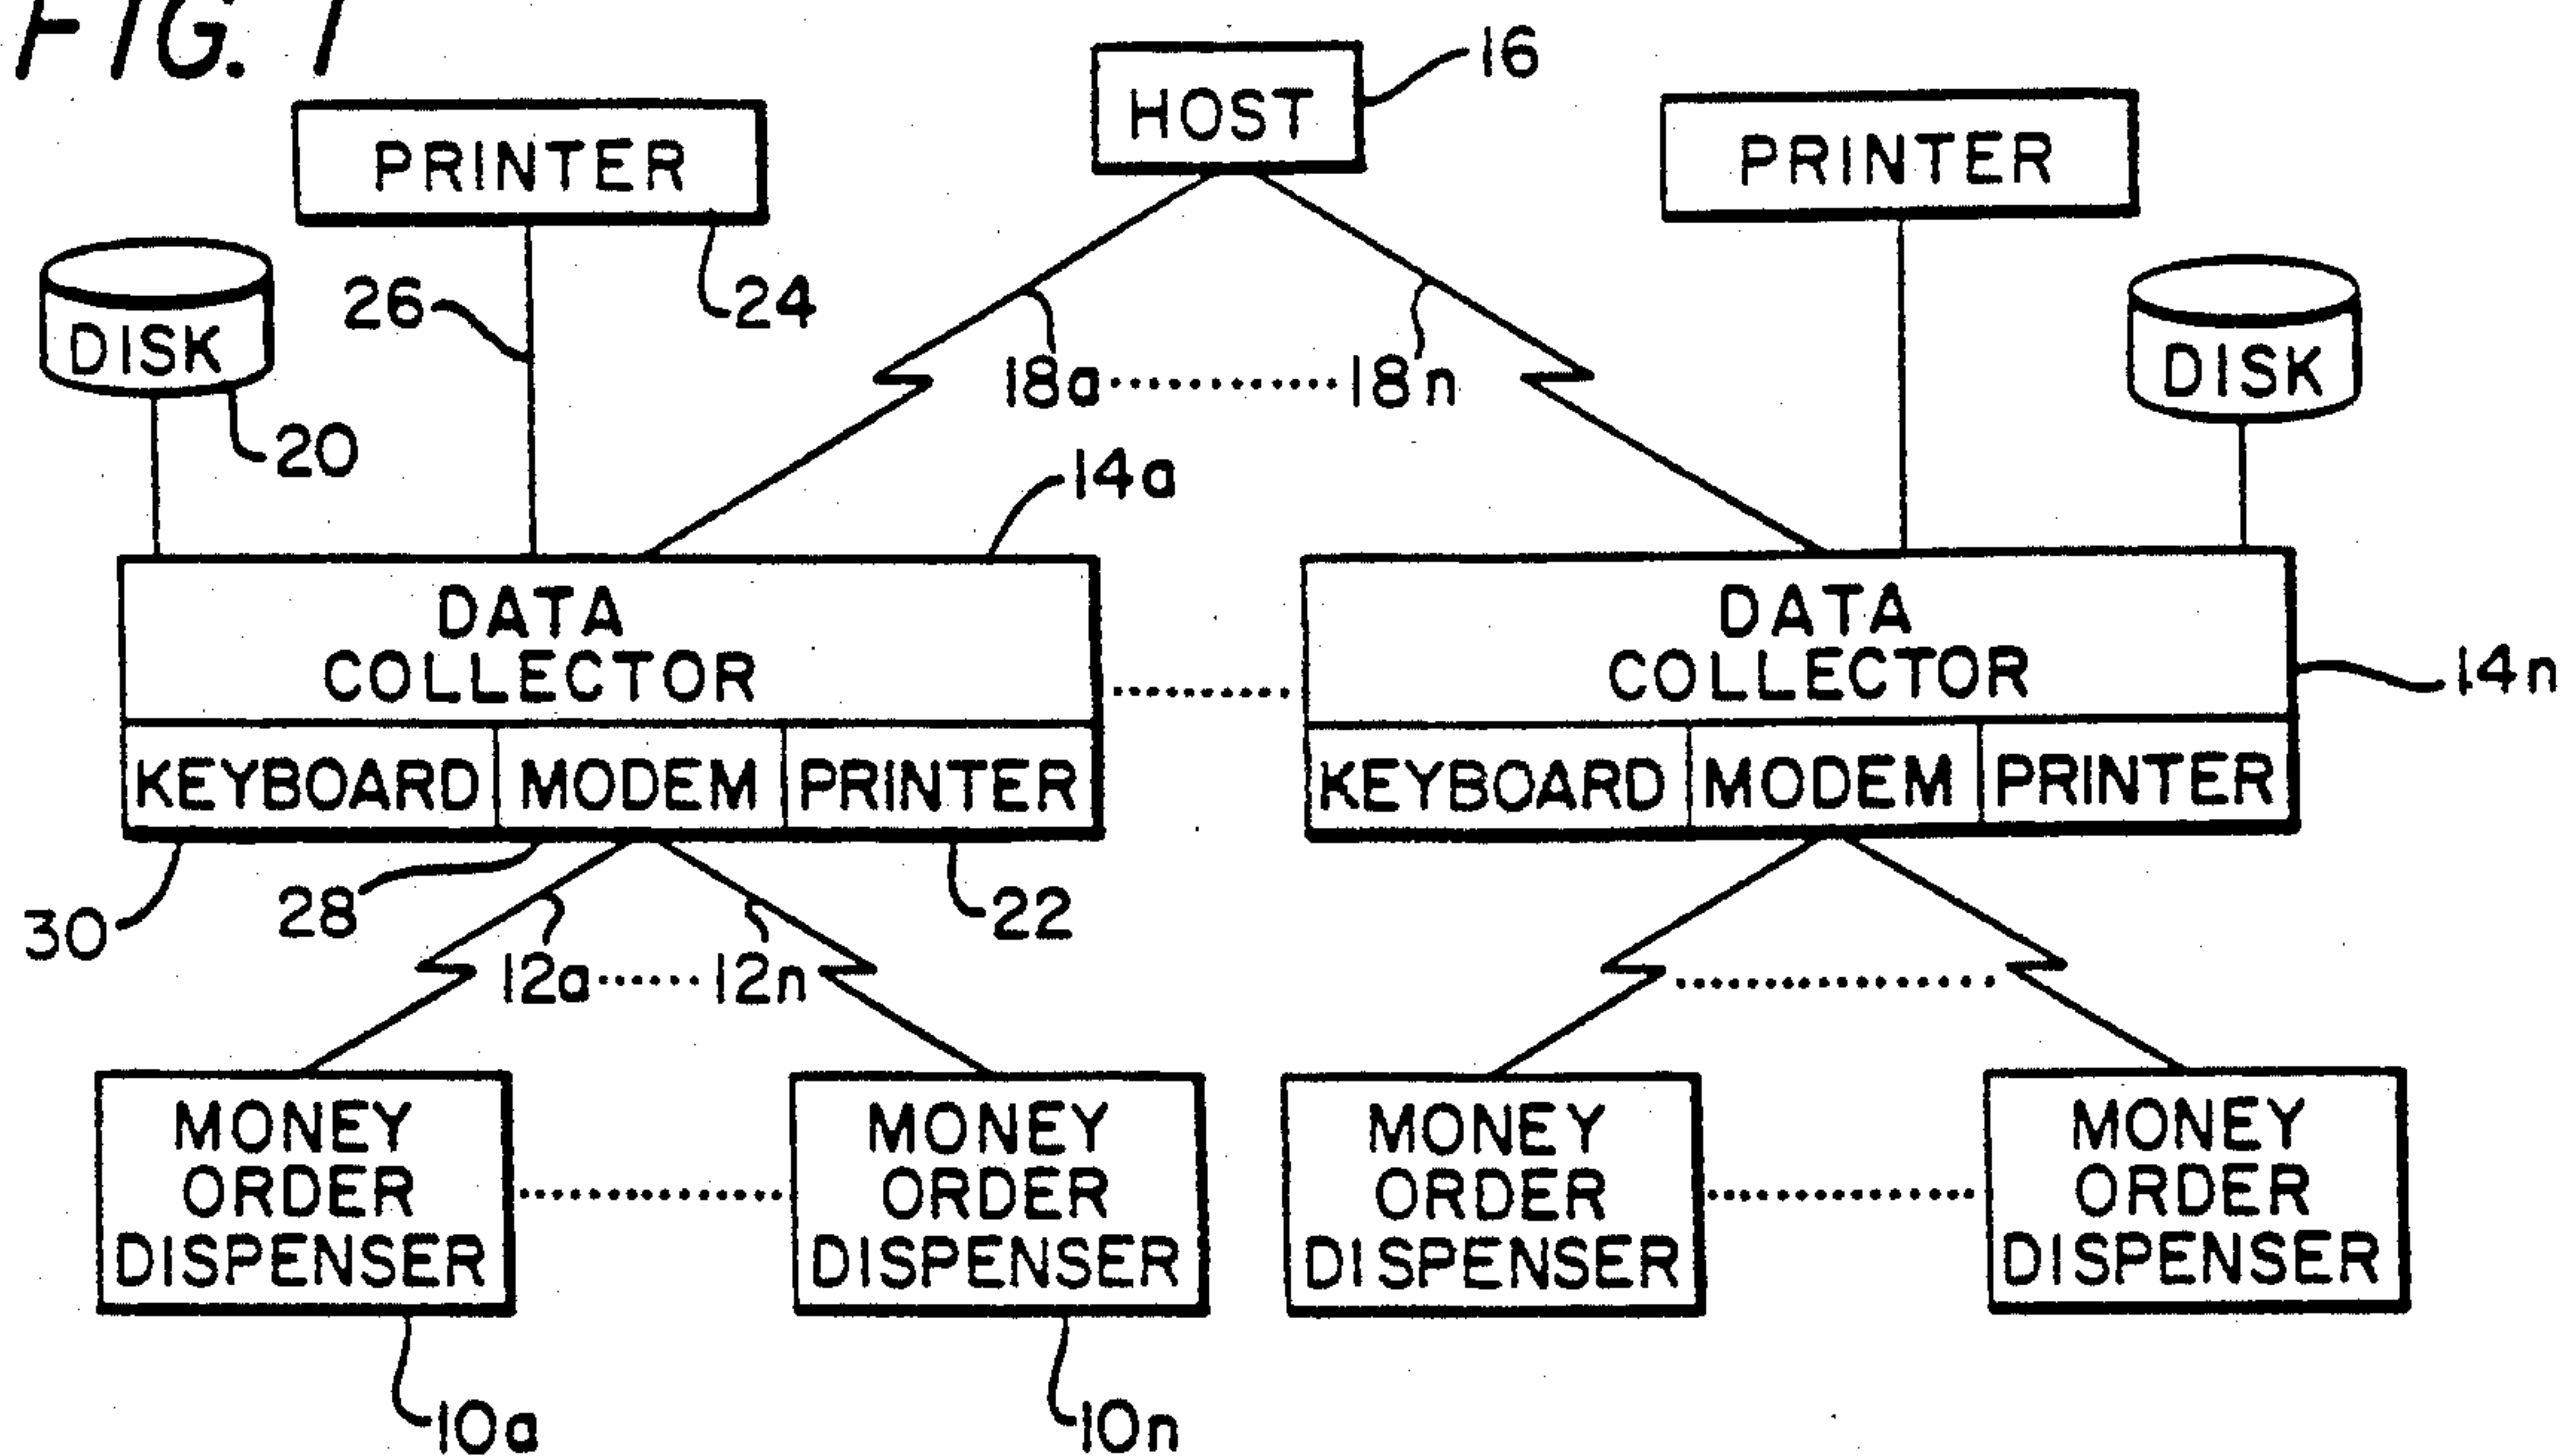 FIG. 1
HOST
16
PRINTER
PRINTER
24
26
DISK
20
DISK
18a
18n
14a
DATA
COLLECTOR
KEYBOARD
MODEM
PRINTER
DATA
COLLECTOR
KEYBOARD
MODEM
PRINTER
14n
30
28
22
12a
12n
MONEY
ORDER
DISPENSER
MONEY
ORDER
DISPENSER
MONEY
ORDER
DISPENSER
MONEY
ORDER
DISPENSER
10a
10n